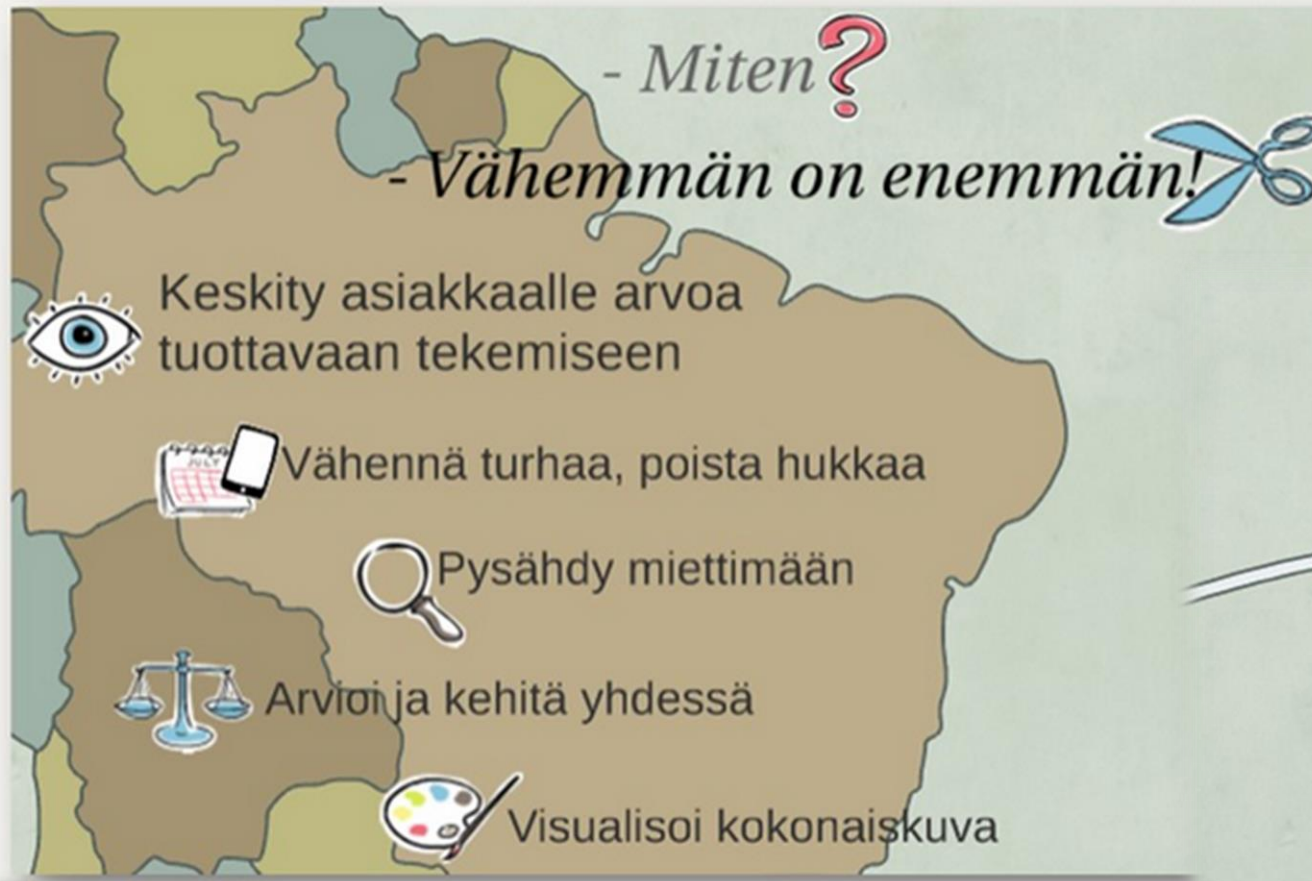 - Miten?
- Vähemmän on enemmän!
Keskity asiakkaalle arvoa
tuottavaan tekemiseen
JULY
Vähennä turhaa, poista hukkaa
Pysähdy miettimään
Arvioi ja kehitä yhdessä
Visualisoi kokonaiskuva